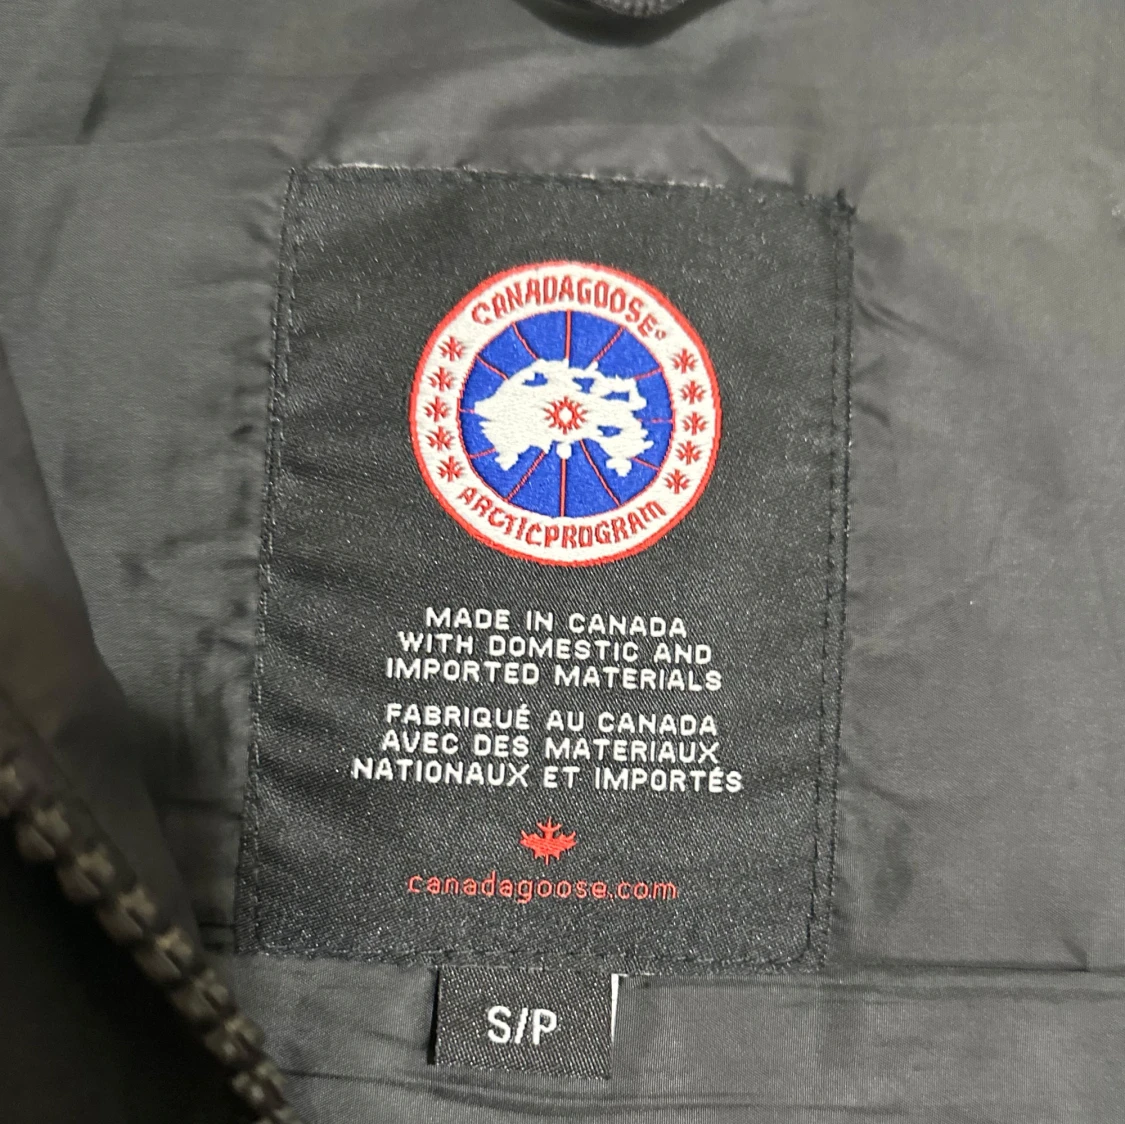 CANADAGOOSE®
ARCTICPROGRAM
MADE IN CANADA
WITH DOMESTIC AND
IMPORTED MATERIALS
FABRIQUÉ AU CANADA
AVEC DES MATERIAUX
NATIONAUX ET IMPORTÉS
canadagoose.com
S/P